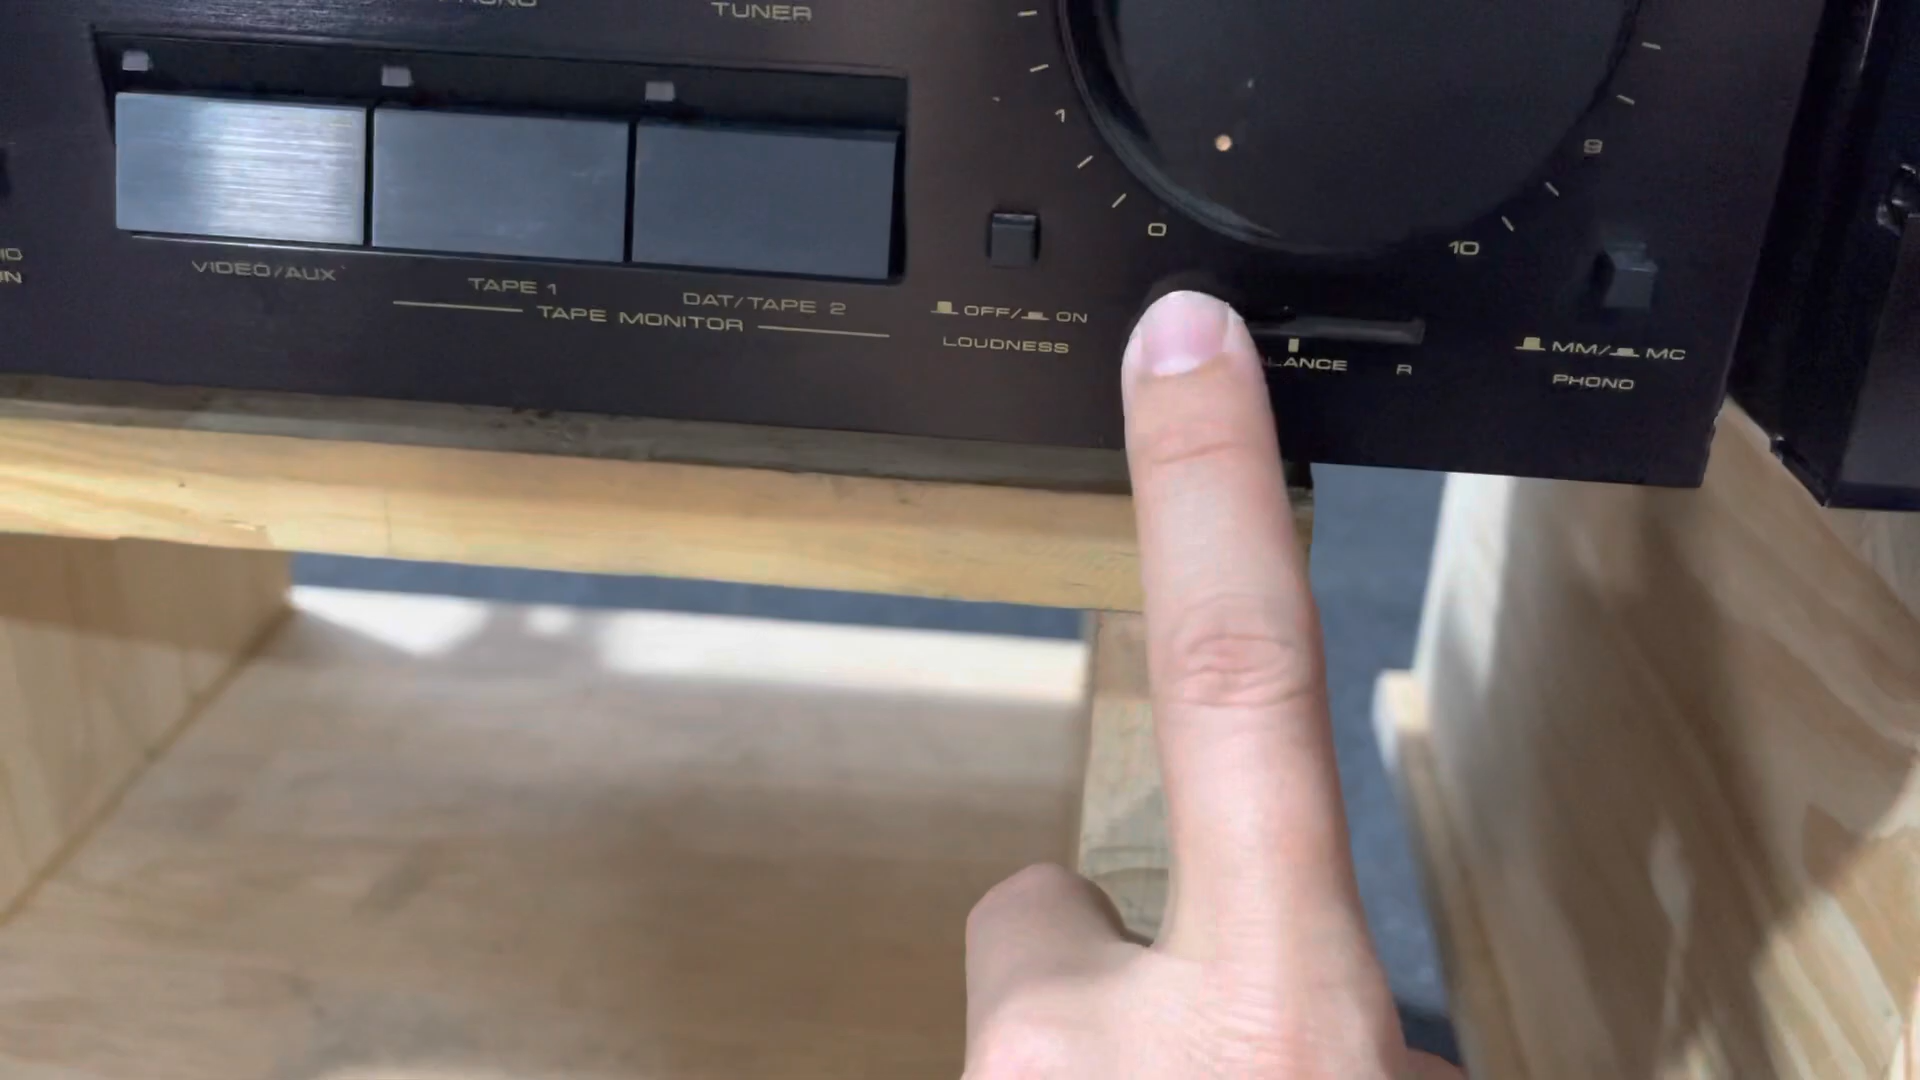 TUNER
1
9
0
10
VIDEO/AUX
TAPE 1
DAT/TAPE 2
TAPE MONITOR
OFF/ ON
LOUDNESS
LANCE
R
MM/ MC
PHONO